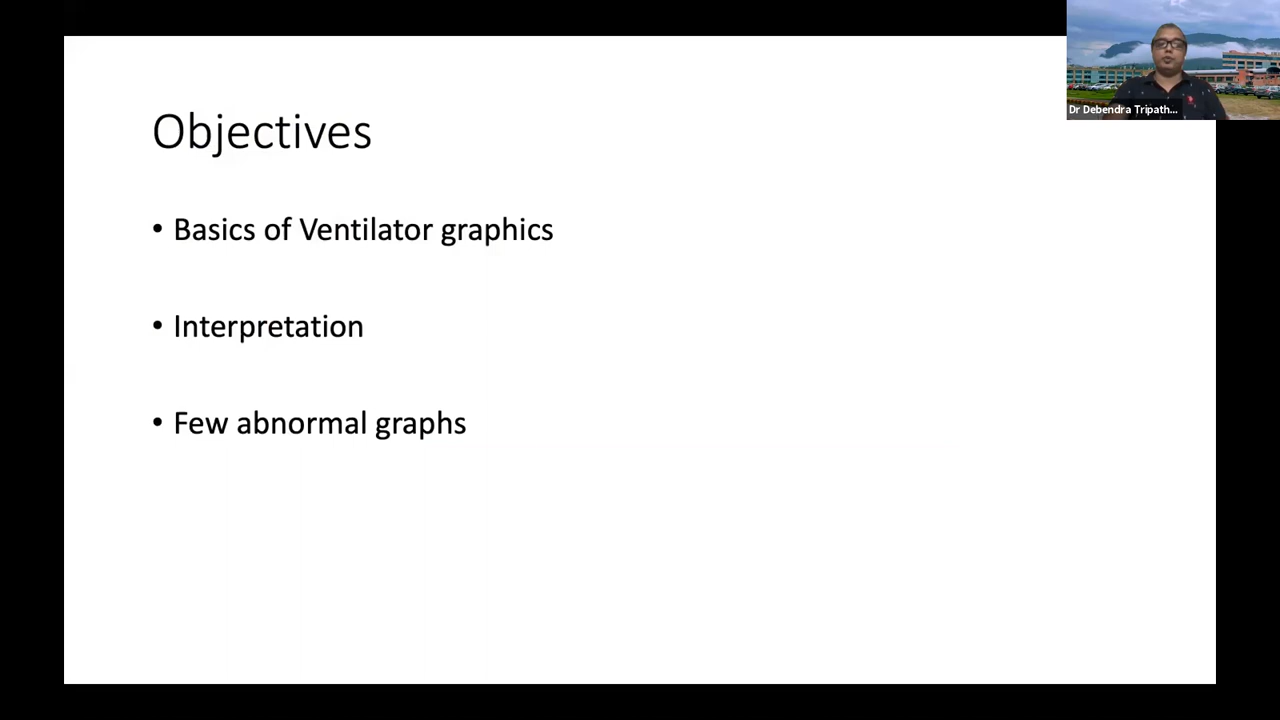 Objectives
• Basics of Ventilator graphics
• Interpretation
• Few abnormal graphs
Dr Debendra Tripath...